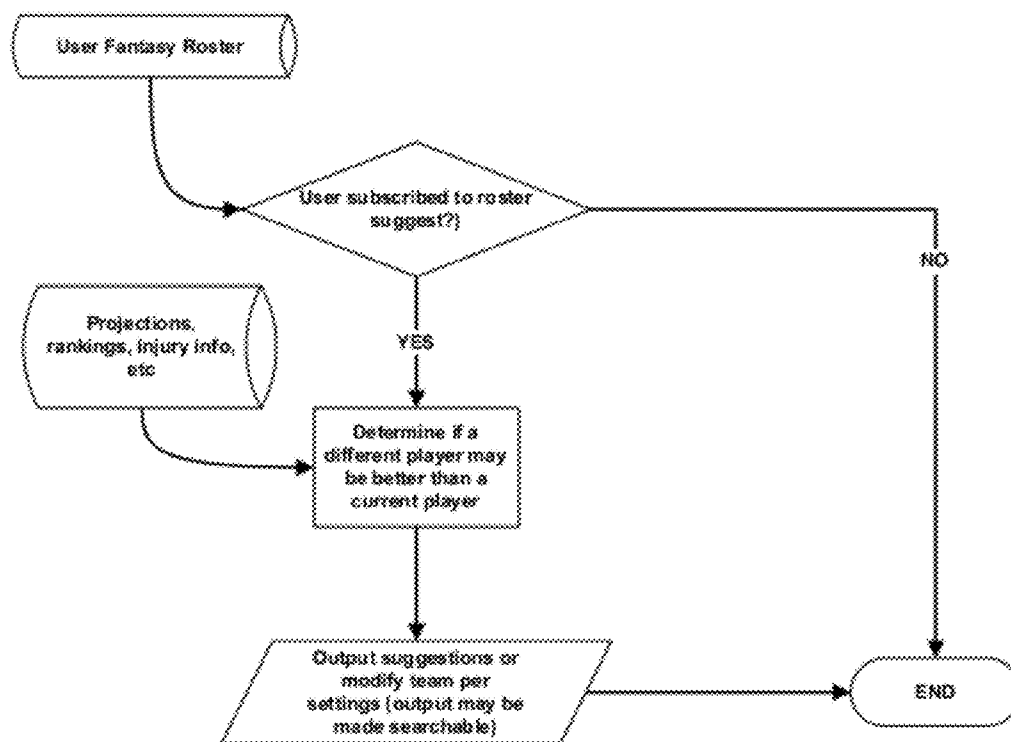 User Fantasy Roster
User subscribed to roster
suggest?)
NO
Projections,
rankings, injury info,
etc
YES
Determine if a
different player may
be better than a
current player
Output suggestions or
modify team per
settings (output may be
made searchable)
END